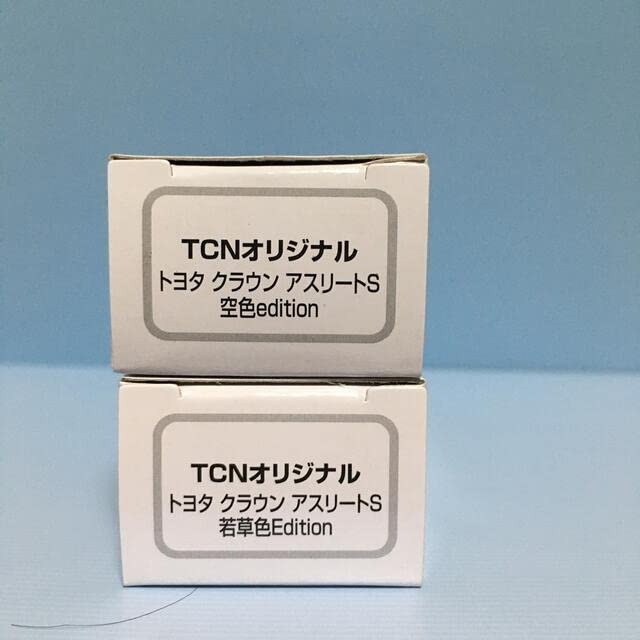 TCNオリジナル
トヨタ クラウン アスリートS
空色edition
TCNオリジナル
トヨタ クラウン アスリートS
若草色Edition